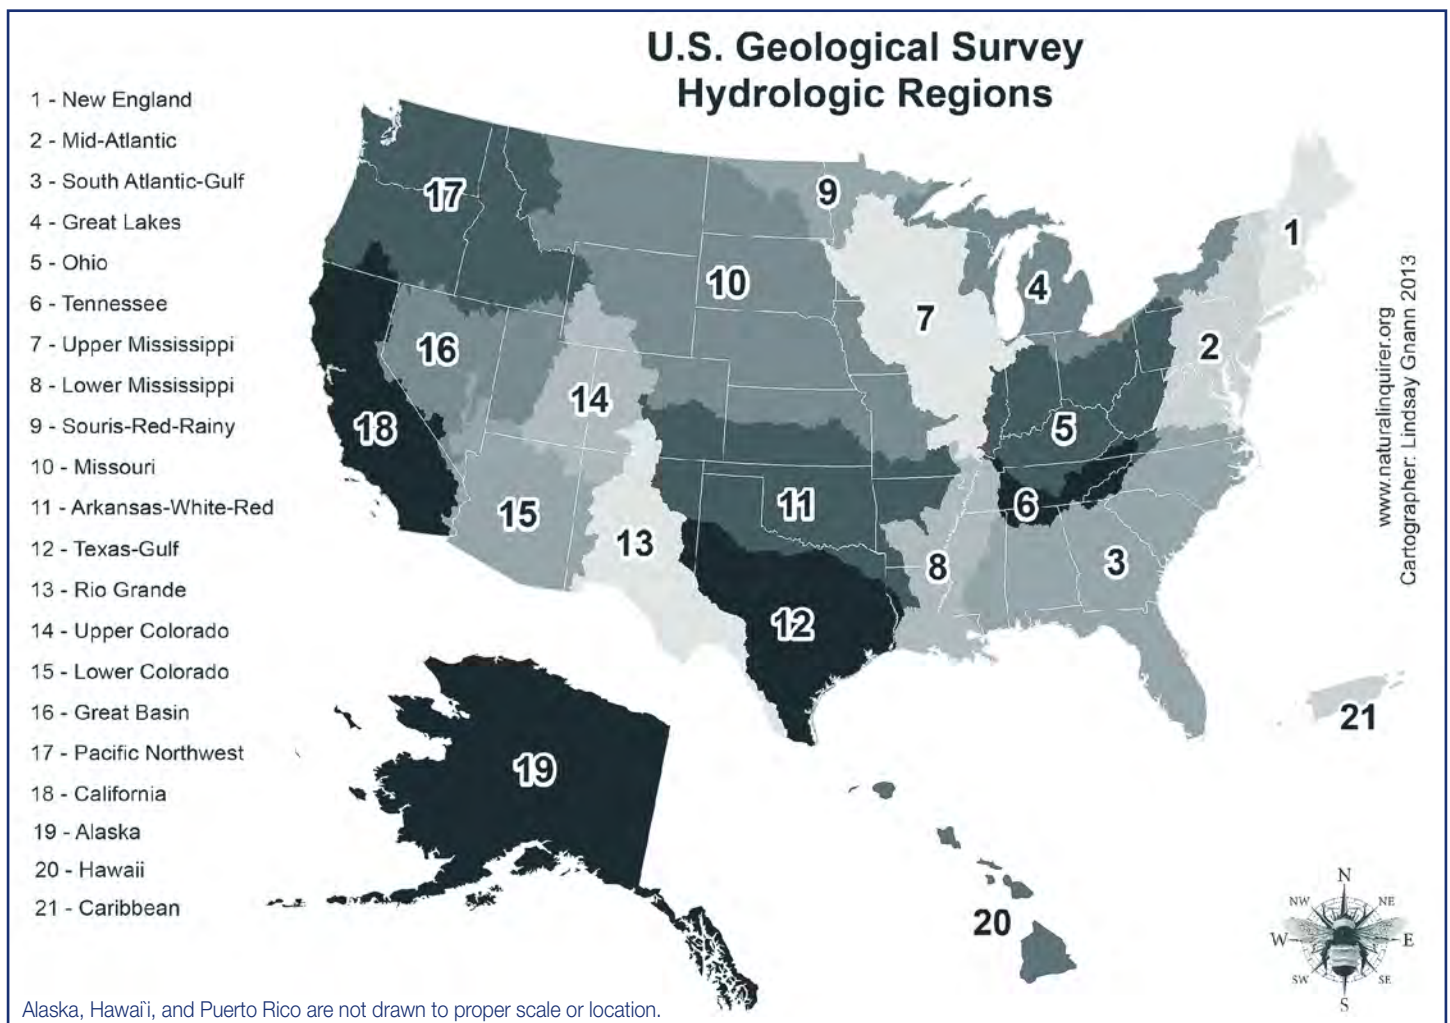 U.S. Geological Survey
Hydrologic Regions
1 - New England
2 - Mid-Atlantic
3 - South Atlantic-Gulf
4 - Great Lakes
5 - Ohio
6 - Tennessee
7 - Upper Mississippi
8 - Lower Mississippi
9 - Souris-Red-Rainy
10 - Missouri
11 - Arkansas-White-Red
12 - Texas-Gulf
13 - Rio Grande
14 - Upper Colorado
15 - Lower Colorado
16 - Great Basin
17 - Pacific Northwest
18 - California
19 - Alaska
20 - Hawaii
21 - Caribbean
17
9
1
10
4
7
16
2
14
18
5
11
6
15
13
3
8
12
21
19
20
www.naturalinquirer.org
Cartographer: Lindsay Gnann 2013
N
NW
NE
W
E
SW
SE
S
Alaska, Hawai`i, and Puerto Rico are not drawn to proper scale or location.